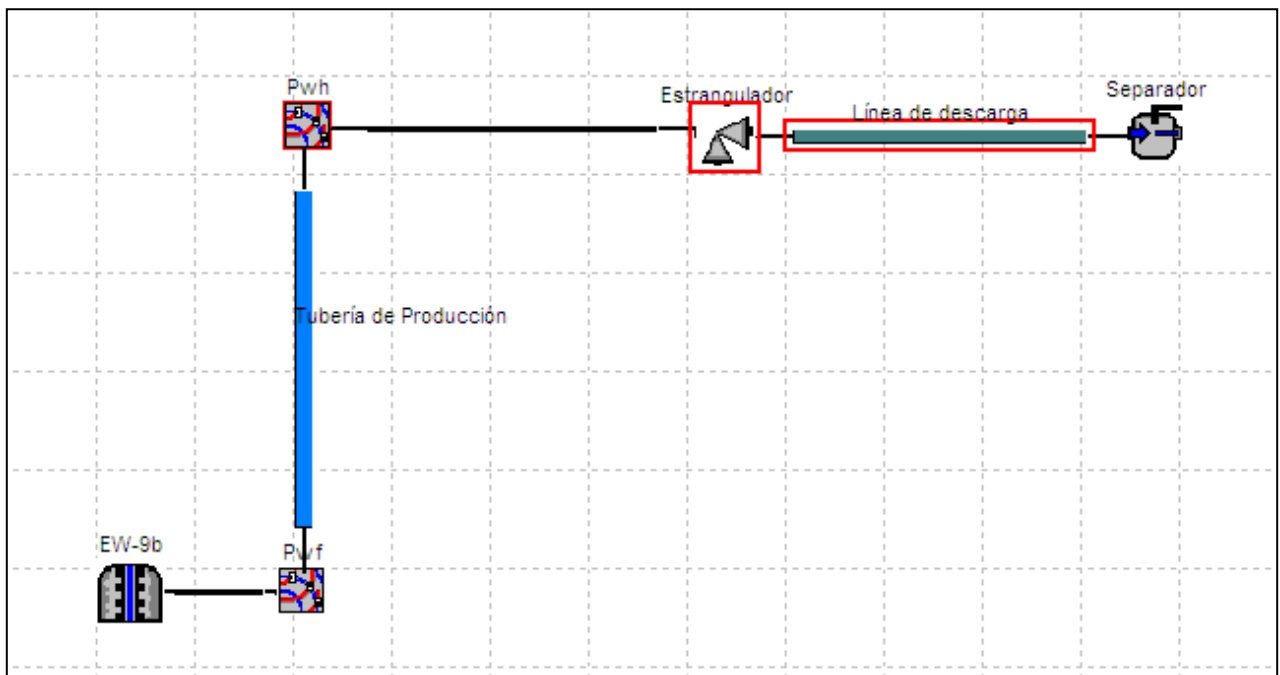 Pwh
Estrangulador
Línea de descarga
Separador
Tubería de Producción
EW-9b
Pwf